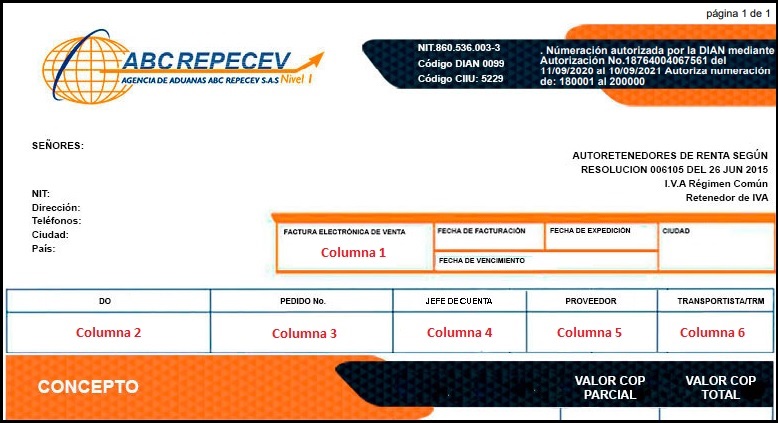 página 1 de 1
ABC REPECEV
AGENCIA DE ADUANAS ABC REPECEV S.A.S Nivel 1
NIT.860.536.003-3
Código DIAN 0099
Código CIIU: 5229
. Númeración autorizada por la DIAN mediante
Autorización No.18764004067561 del
11/09/2020 al 10/09/2021 Autoriza numeración
de: 180001 al 200000
SEÑORES:
AUTORETENEDORES DE RENTA SEGÚN
RESOLUCION 006105 DEL 26 JUN 2015
I.V.A Régimen Común
Retenedor de IVA
NIT:
Dirección:
Teléfonos:
Ciudad:
País:
FACTURA ELECTRÓNICA DE VENTA
Columna 1
FECHA DE FACTURACIÓN
FECHA DE EXPEDICIÓN
CIUDAD
FECHA DE VENCIMIENTO
DO
PEDIDO No.
JEFE DE CUENTA
PROVEEDOR
TRANSPORTISTA/TRM
Columna 2
Columna 3
Columna 4
Columna 5
Columna 6
CONCEPTO
VALOR COP
PARCIAL
VALOR COP
TOTAL